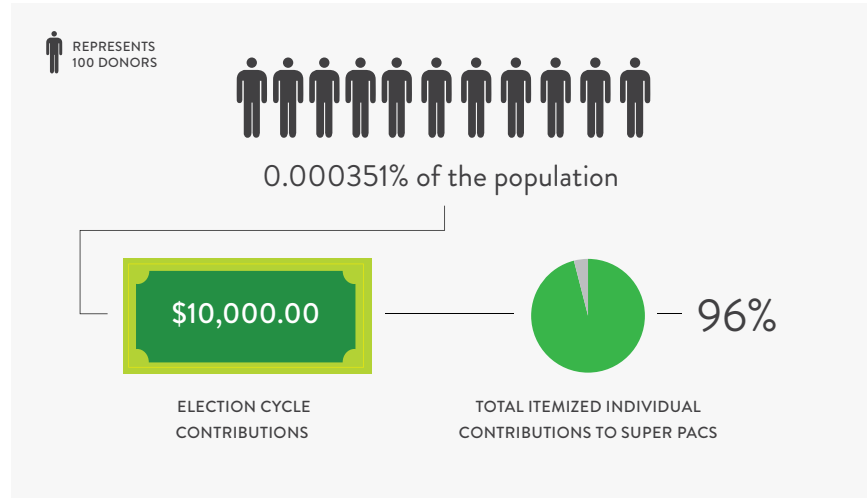 REPRESENTS
100 DONORS
0.000351% of the population
$10,000.00
96%
ELECTION CYCLE
CONTRIBUTIONS
TOTAL ITEMIZED INDIVIDUAL
CONTRIBUTIONS TO SUPER PACS